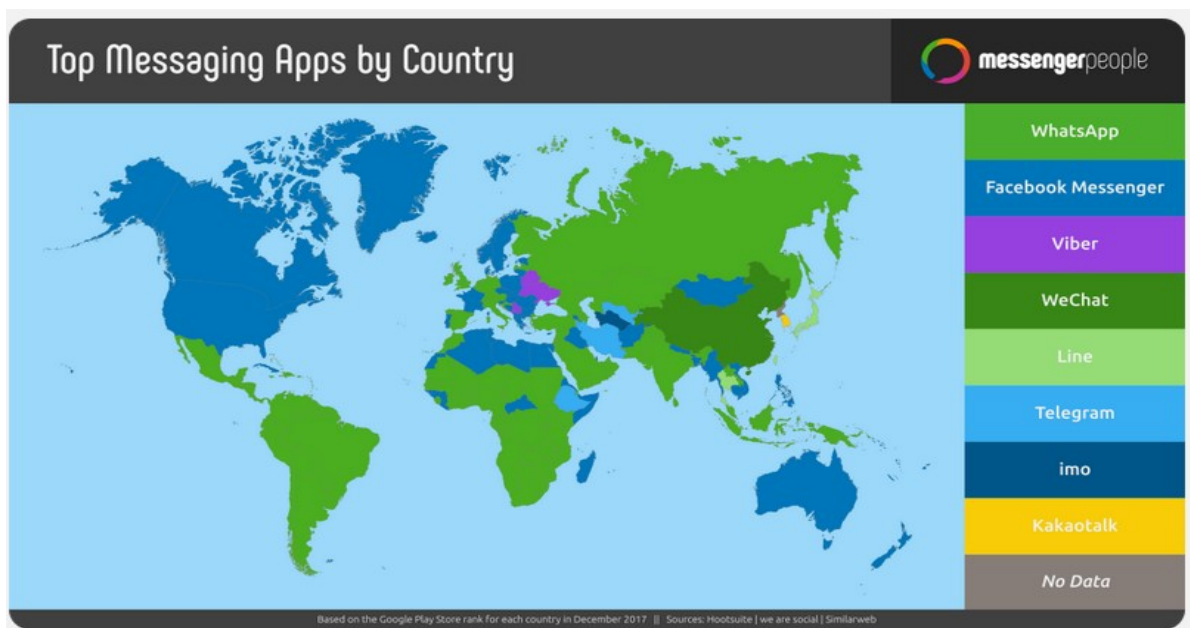 Top Messaging Apps by Country
messengerpeople
WhatsApp
Facebook Messenger
Viber
WeChat
Line
Telegram
imo
Kakaotalk
No Data
Based on the Google Play Store rank for each country in December 2017 || Sources: Hootsuite | we are social | Similarweb